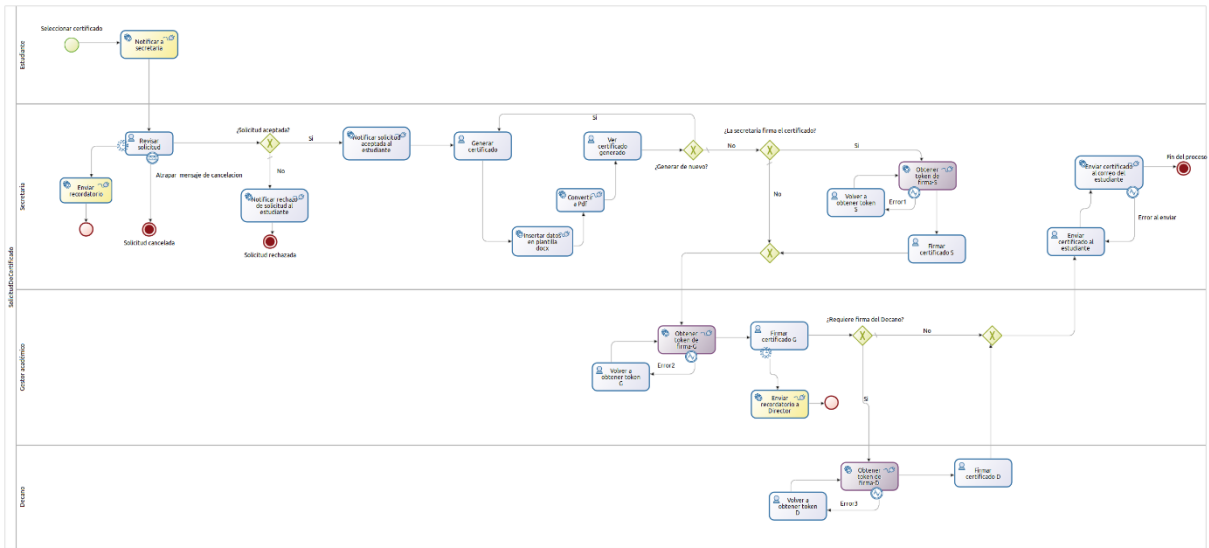 SolicitudDeCertificado
Estudiante
Seleccionar certificado
Notificar a
secretaria
Secretario
Revisar
solicitud
¿Solicitud aceptada?
Si
No
Notificar solicitud
aceptada al
estudiante
Atrapar mensaje de cancelacion
Enviar
recordatorio
Solicitud cancelada
Notificar rechazo
de solicitud al
estudiante
Solicitud rechazada
Generar
certificado
Insertar datos
en plantilla
docx
Convertir
a Pdf
Ver
certificado
generado
Si
¿Generar de nuevo?
No
¿La secretaria firma el certificado?
Si
No
Obtener
token de
firma-S
Volver a
obtener token
S
Error1
Firmar
certificado S
Enviar certificado
al correo del
estudiante
Fin del proceso
Error al enviar
Enviar
certificado al
estudiante
Gestor académico
Obtener
token de
firma-G
Volver a
obtener token
G
Error2
Firmar
certificado G
Enviar
recordatorio a
Director
¿Requiere firma del Decano?
No
Si
Decano
Obtener
token de
firma-D
Volver a
obtener token
D
Error3
Firmar
certificado D